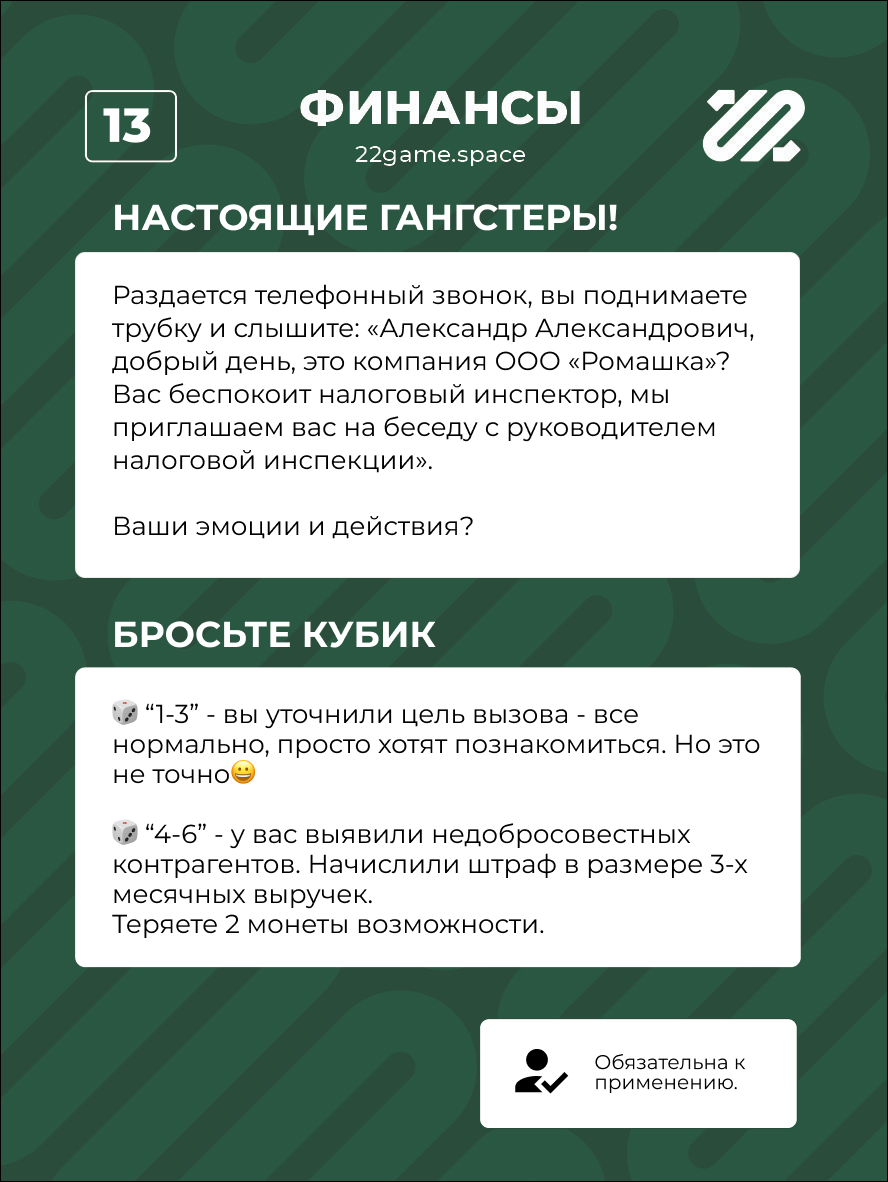 13
ФИНАНСЫ
22game.space
НАСТОЯЩИЕ ГАНГСТЕРЫ!
Раздается телефонный звонок, вы поднимаете
трубку и слышите: «Александр Александрович,
добрый день, это компания ООО «Ромашка»?
Вас беспокоит налоговый инспектор, мы
приглашаем вас на беседу с руководителем
налоговой инспекции».
Ваши эмоции и действия?
БРОСЬТЕ КУБИК
🎲 “1-3” - вы уточнили цель вызова - все
нормально, просто хотят познакомиться. Но это
не точно😀
🎲 “4-6” - у вас выявили недобросовестных
контрагентов. Начислили штраф в размере 3-х
месячных выручек.
Теряете 2 монеты возможности.
Обязательна к
применению.